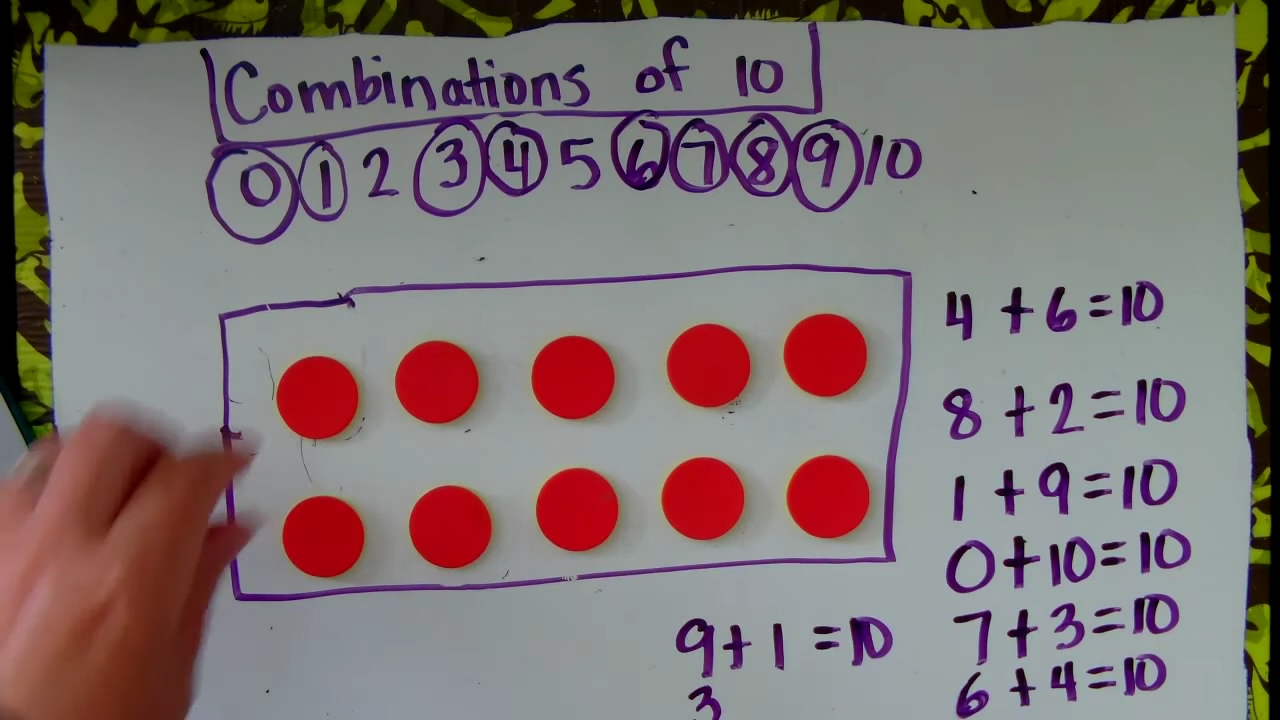 Combinations of 10
0 1 2 3 4 5 6 7 8 9 10
4 + 6 = 10
8 + 2 = 10
1 + 9 = 10
0 + 10 = 10
7 + 3 = 10
6 + 4 = 10
9 + 1 = 10
3